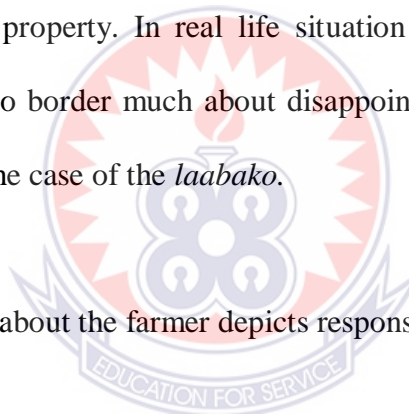 property. In real life situation
o border much about disappoin
ne case of the laabako.
about the farmer depicts respons
EDUCATION FOR SERVICE